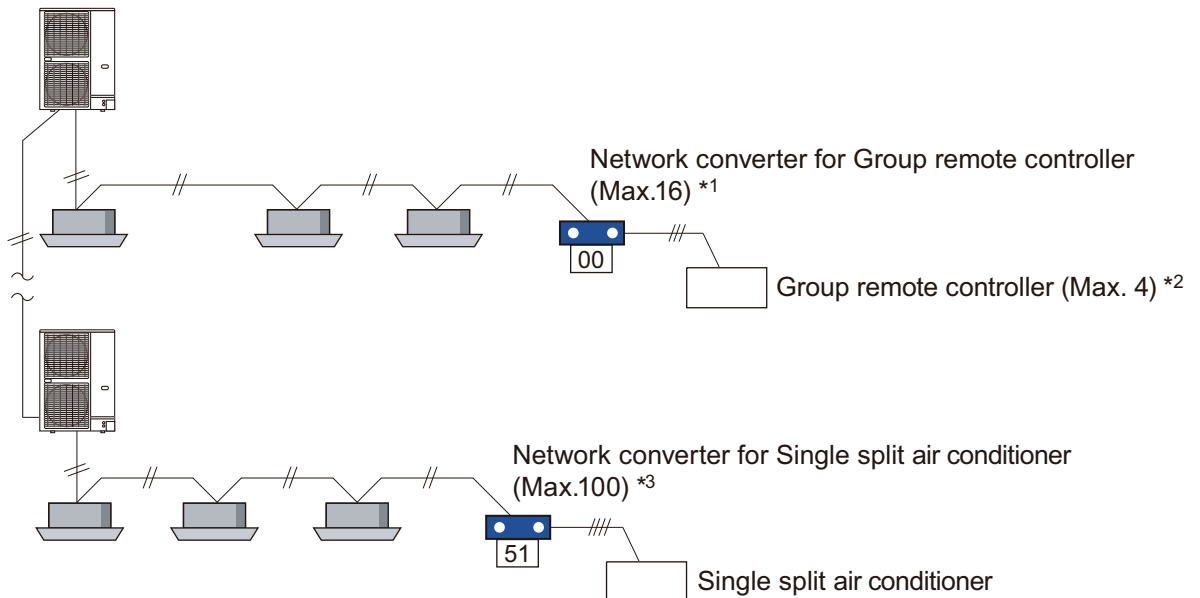 Network converter for Group remote controller
(Max.16) *1
00
Group remote controller (Max. 4) *2
Network converter for Single split air conditioner
(Max.100) *3
51
Single split air conditioner